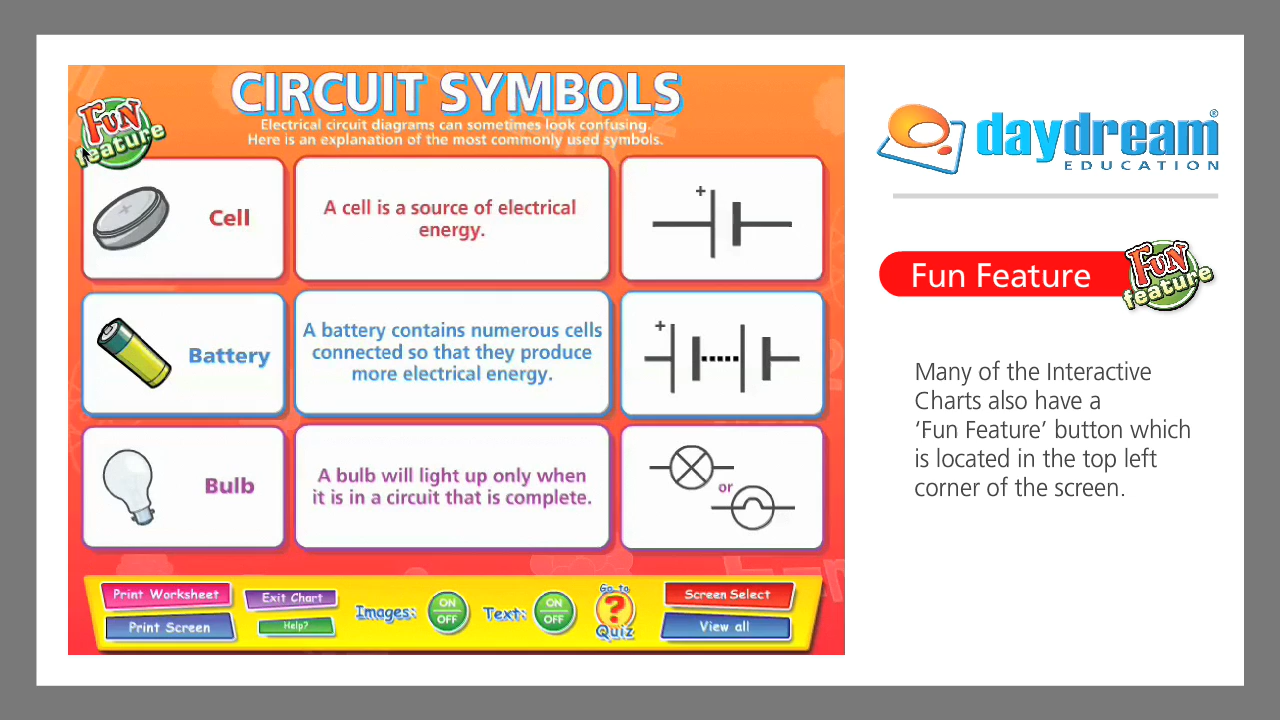 CIRCUIT SYMBOLS
Electrical circuit diagrams can sometimes look confusing.
Here is an explanation of the most commonly used symbols.
FUN
feature
Cell
A cell is a source of electrical
energy.
+
Battery
A battery contains numerous cells
connected so that they produce
more electrical energy.
+
Bulb
A bulb will light up only when
it is in a circuit that is complete.
or
Print Worksheet
Print Screen
Exit Chart
Help?
Images:
ON
OFF
Text:
ON
OFF
Go to
?
Quiz
Screen Select
View all
daydream®
EDUCATION
Fun Feature
FUN
feature
Many of the Interactive
Charts also have a
‘Fun Feature’ button which
is located in the top left
corner of the screen.